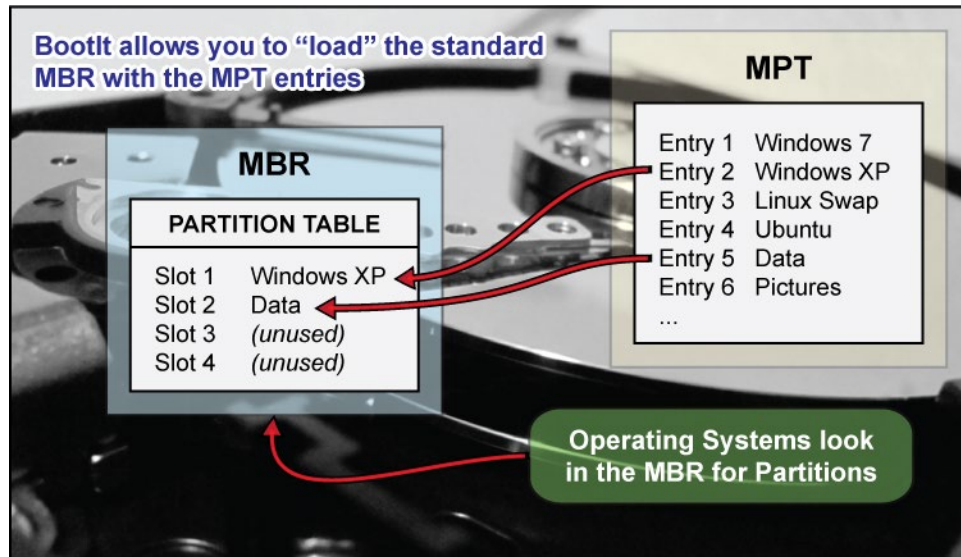 BootIt allows you to “load” the standard
MBR with the MPT entries
MBR
PARTITION TABLE
Slot 1 Windows XP
Slot 2 Data
Slot 3 (unused)
Slot 4 (unused)
MPT
Entry 1 Windows 7
Entry 2 Windows XP
Entry 3 Linux Swap
Entry 4 Ubuntu
Entry 5 Data
Entry 6 Pictures
...
Operating Systems look
in the MBR for Partitions